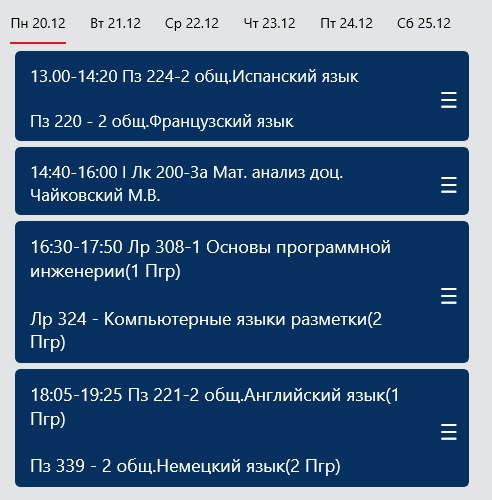 Пн 20.12 Вт 21.12 Ср 22.12 Чт 23.12 Пт 24.12 Сб 25.12
13.00-14:20 Пз 224-2 общ.Испанский язык
Пз 220 - 2 общ.Французский язык
14:40-16:00 I Лк 200-3а Мат. анализ доц.
Чайковский М.В.
16:30-17:50 Лр 308-1 Основы программной
инженерии(1 Пгр)
Лр 324 - Компьютерные языки разметки(2
Пгр)
18:05-19:25 Пз 221-2 общ.Английский язык(1
Пгр)
Пз 339 - 2 общ.Немецкий язык(2 Пгр)